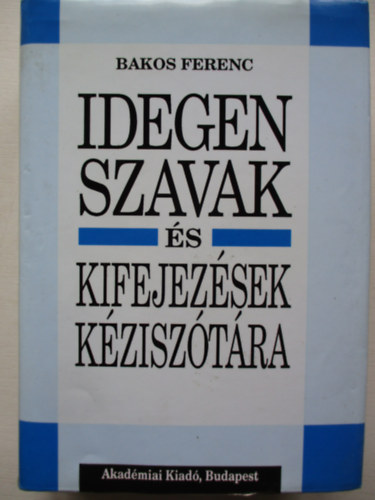 BAKOS FERENC
IDEGEN
SZAVAK
ÉS
KIFEJEZÉSEK
KÉZISZÓTÁRA
Akadémiai Kiadó, Budapest